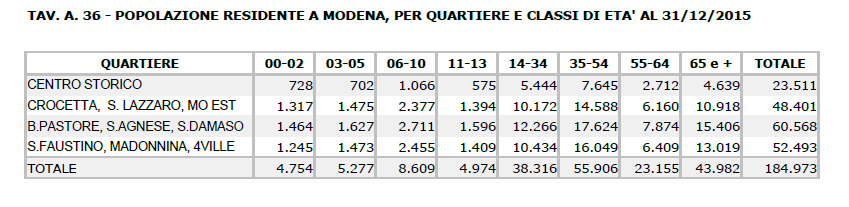 TAV. A. 36 - POPOLAZIONE RESIDENTE A MODENA, PER QUARTIERE E CLASSI DI ETA' AL 31/12/2015
QUARTIERE 00-02 03-05 06-10 11-13 14-34 35-54 55-64 65 e + TOTALE
CENTRO STORICO 728 702 1.066 575 5.444 7.645 2.712 4.639 23.511
CROCETTA, S. LAZZARO, MO EST 1.317 1.475 2.377 1.394 10.172 14.588 6.160 10.918 48.401
B.PASTORE, S.AGNESE, S.DAMASO 1.464 1.627 2.711 1.596 12.266 17.624 7.874 15.406 60.568
S.FAUSTINO, MADONNINA, 4VILLE 1.245 1.473 2.455 1.409 10.434 16.049 6.409 13.019 52.493
TOTALE 4.754 5.277 8.609 4.974 38.316 55.906 23.155 43.982 184.973